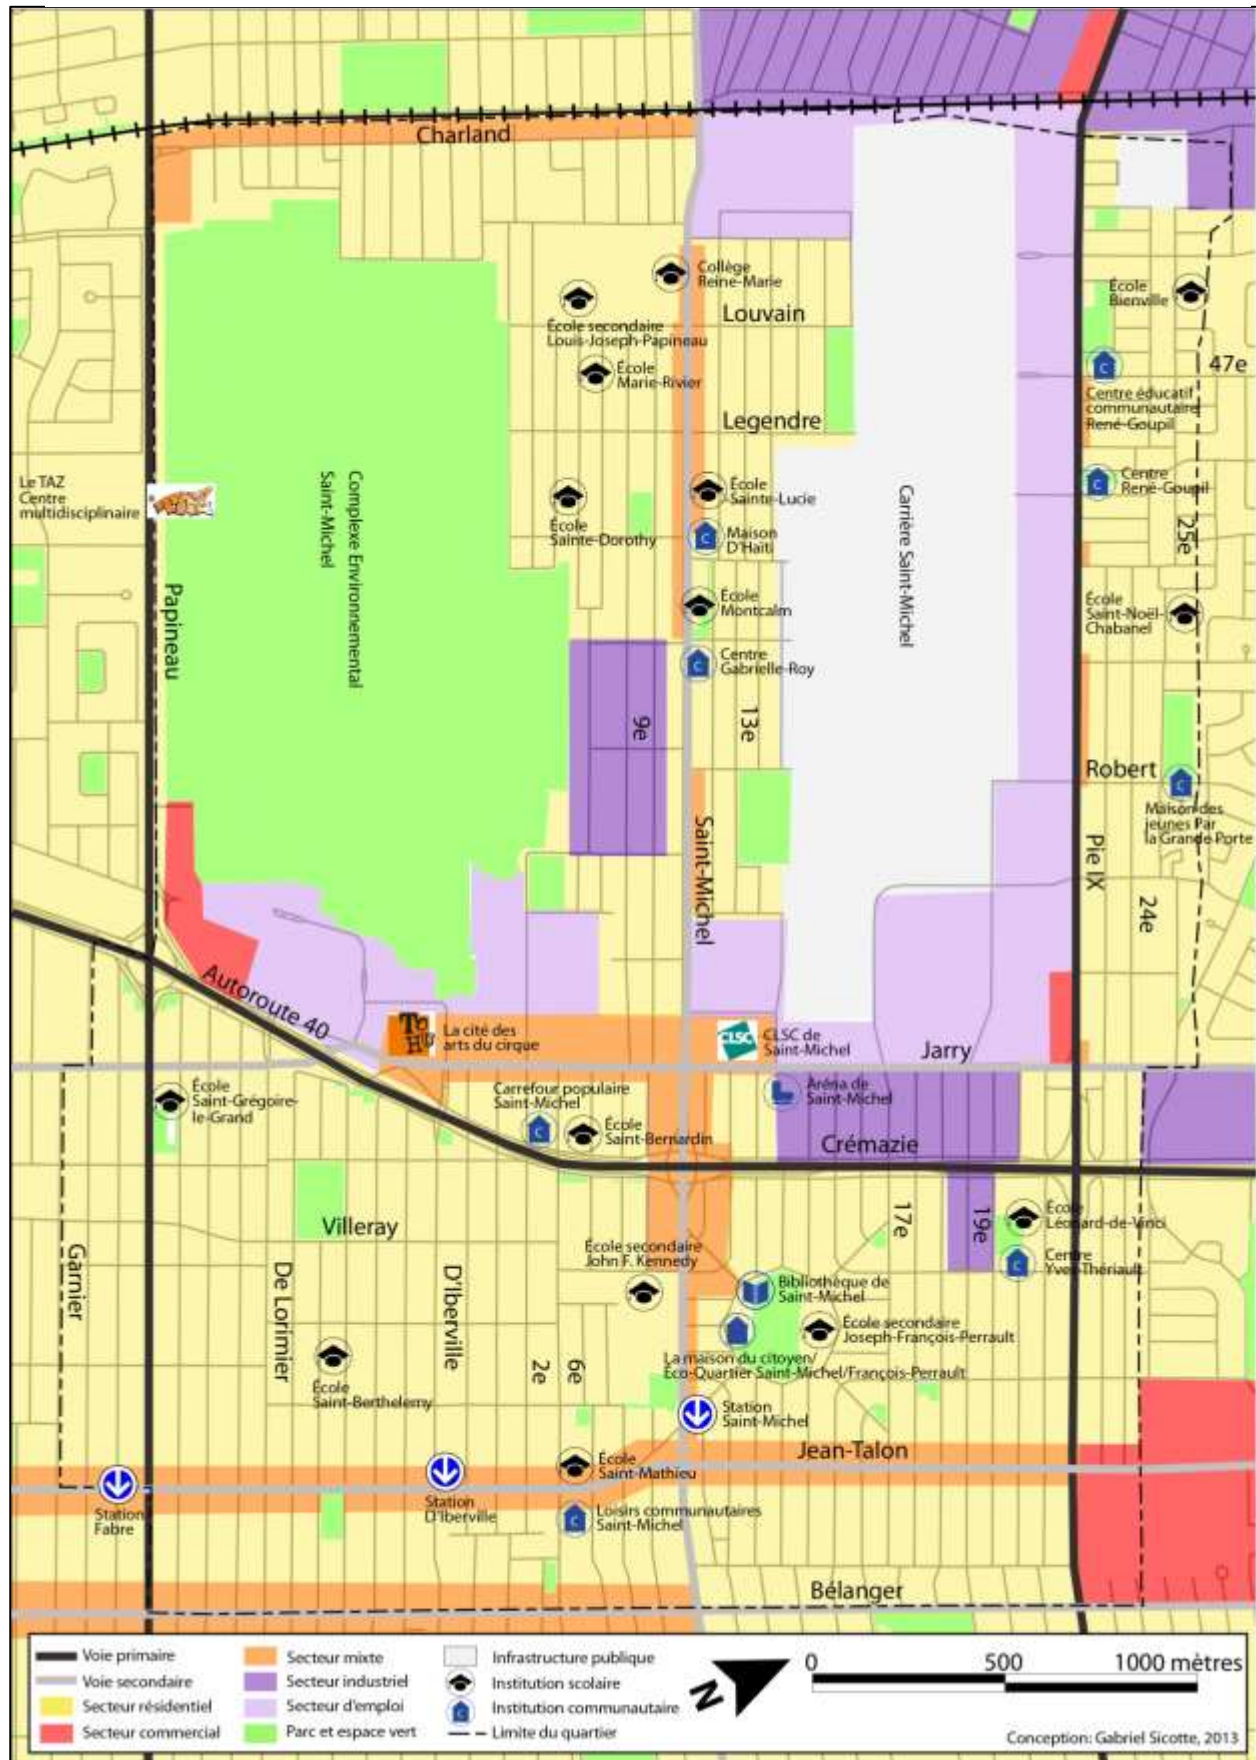 Charland
Collège
Reine-Marie
École
Bienville
Louvain
École secondaire
Louis-Joseph-Papineau
47e
École
Marie-Rivier
Centre éducatif
communautaire
René-Goupil
Legendre
Le TAZ
Centre
multidisciplinaire
Complexe Environnemental
Saint-Michel
École
Sainte-Lucie
Carrière Saint-Michel
Centre
René-Goupil
École
Sainte-Dorothy
Maison
D'Haïti
25e
Papineau
École
Montcalm
École
Saint-Noël-
Chabanel
Centre
Gabrielle-Roy
9e
13e
Robert
Maison des
jeunes Par
la Grande Porte
Saint-Michel
Pie IX
24e
Autoroute 40
TOHU
La cité des
arts du cirque
CLSC
CLSC de
Saint-Michel
Jarry
École
Saint-Grégoire-
le-Grand
Carrefour populaire
Saint-Michel
École
Saint-Bernardin
Aréna de
Saint-Michel
Crémazie
Villeray
17e
19e
École
Léonard-de-Vinci
Garnier
De Lorimier
D'Iberville
École secondaire
John F. Kennedy
Centre
Yves-Thériault
Bibliothèque de
Saint-Michel
École secondaire
Joseph-François-Perrault
2e
6e
La maison du citoyen/
Éco-Quartier Saint-Michel/François-Perrault
École
Saint-Barthelemy
Station
Saint-Michel
Jean-Talon
École
Saint-Mathieu
Station
Fabre
Station
D'Iberville
Loisirs communautaires
Saint-Michel
Bélanger
Voie primaire
Voie secondaire
Secteur résidentiel
Secteur commercial
Secteur mixte
Secteur industriel
Secteur d'emploi
Parc et espace vert
Infrastructure publique
Institution scolaire
Institution communautaire
Limite du quartier
N
0 500 1000 mètres
Conception: Gabriel Sicotte, 2013